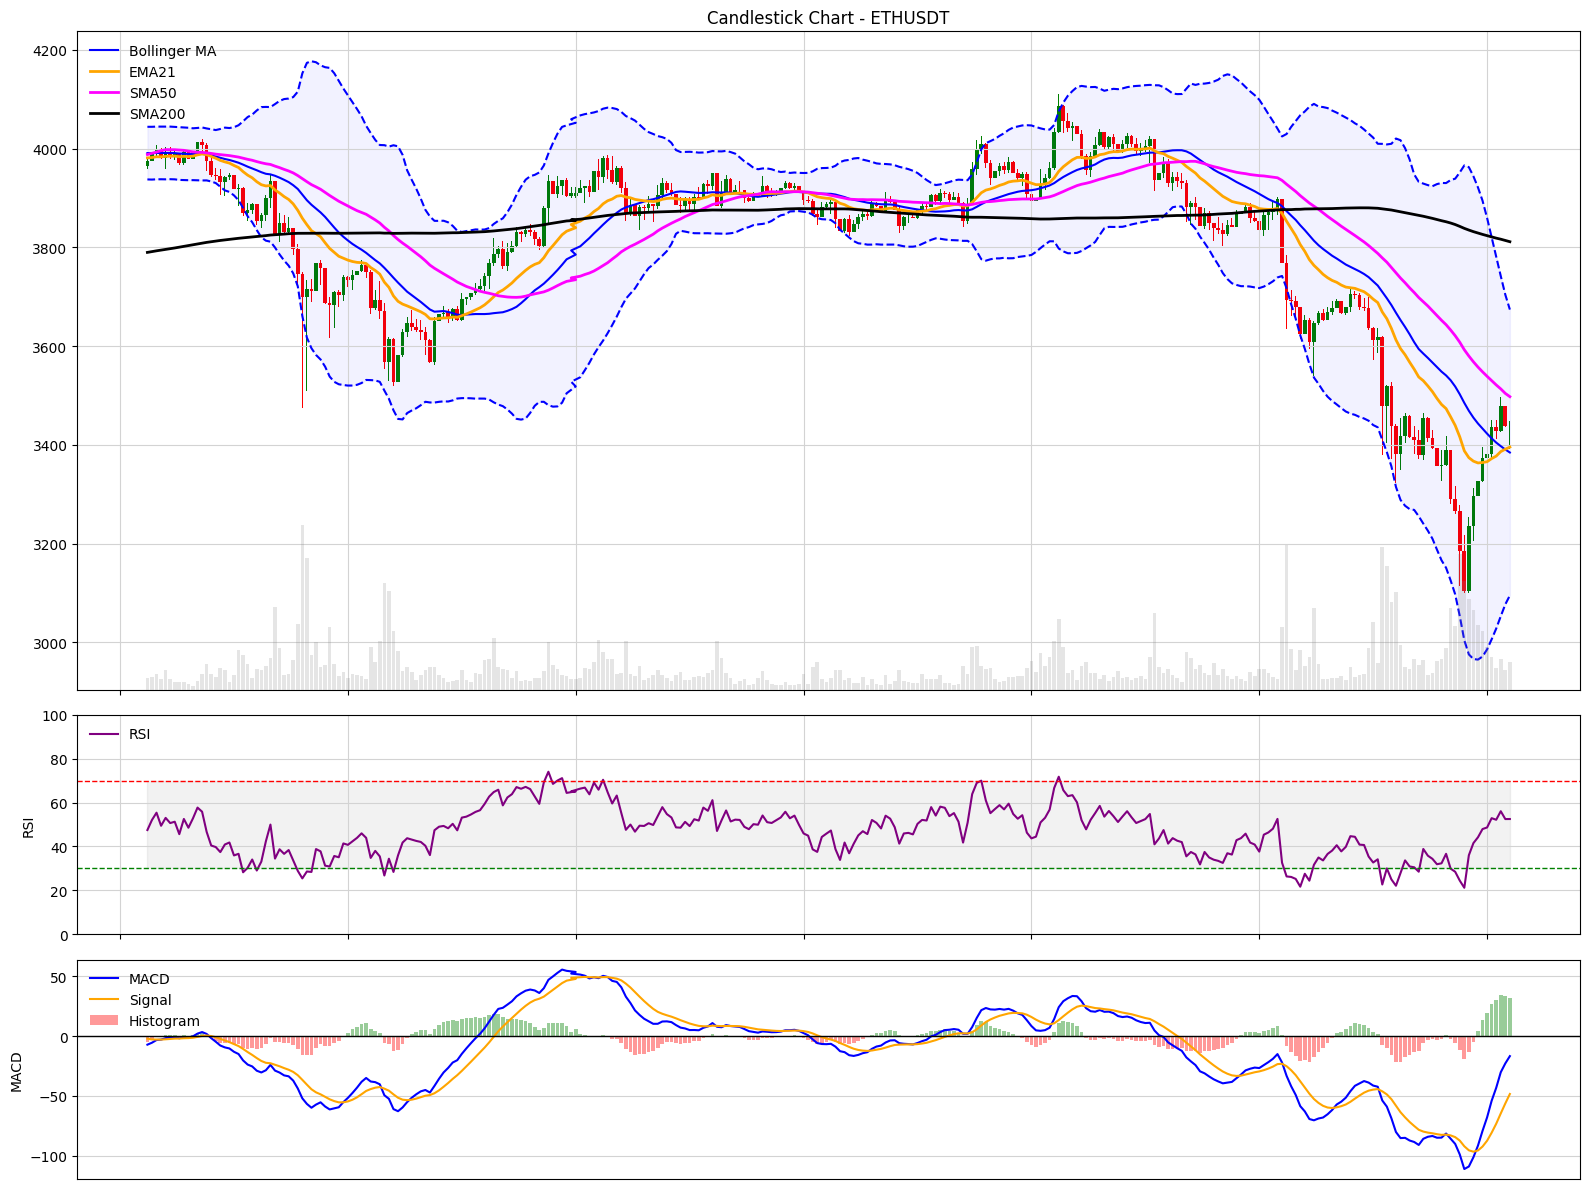 Candlestick Chart - ETHUSDT
Bollinger MA
EMA21
SMA50
SMA200
4200
4000
3800
3600
3400
3200
3000
RSI
RSI
100
80
60
40
20
0
MACD
Signal
Histogram
MACD
50
0
−50
−100